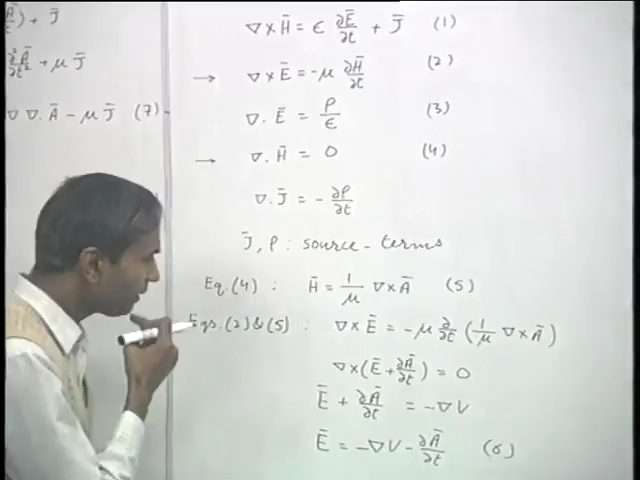 /t) + J̄
∂²Ā/∂t² + μ J̄
∇ ∇. Ā − μ J̄ (7)
∇×H̄ = ϵ ∂Ē/∂t + J̄ (1)
→ ∇×Ē = −μ ∂H̄/∂t (2)
∇. Ē = ρ/ϵ (3)
→ ∇. H̄ = 0 (4)
∇. J̄ = − ∂ρ/∂t
J̄, ρ : source - terms
Eq.(4) : H̄ = 1/μ ∇×Ā (5)
Eqs.(2)&(5) : ∇×Ē = −μ ∂/∂t (1/μ ∇×Ā)
∇×(Ē + ∂Ā/∂t) = 0
Ē + ∂Ā/∂t = −∇V
Ē = −∇V − ∂Ā/∂t (6)